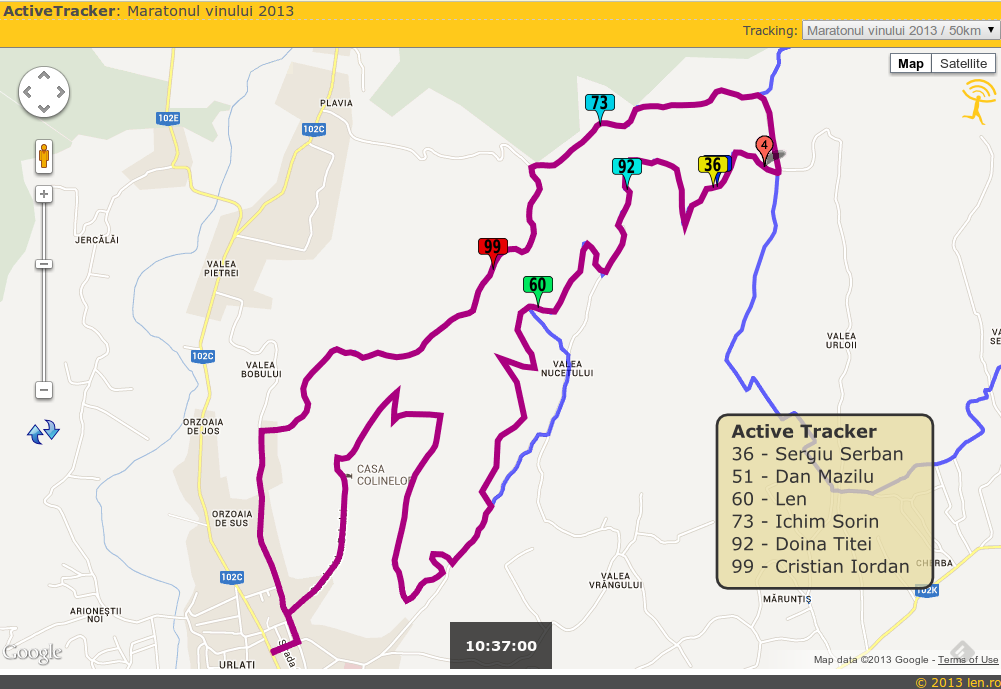 ActiveTracker: Maratonul vinului 2013
Tracking: Maratonul vinului 2013 / 50km
Map Satellite
PLAVIA
102E
102C
73
4
92
36
JERCĂLĂI
99
VALEA
PIETREI
60
VALEA
URLOII
102C
VALEA
BOBULUI
VALEA
NUCETULUI
ORZOAIA
DE JOS
CASA
COLINELOR
ORZOAIA
DE SUS
Active Tracker
36 - Sergiu Serban
51 - Dan Mazilu
60 - Len
73 - Ichim Sorin
92 - Doina Titei
99 - Cristian Iordan
CHERBA
102C
VALEA
VRÂNGULUI
102K
MĂRUNȚIȘ
ARIONEȘTII
NOI
10:37:00
Google
URLAȚI
Map data ©2013 Google - Terms of Use
© 2013 len.ro